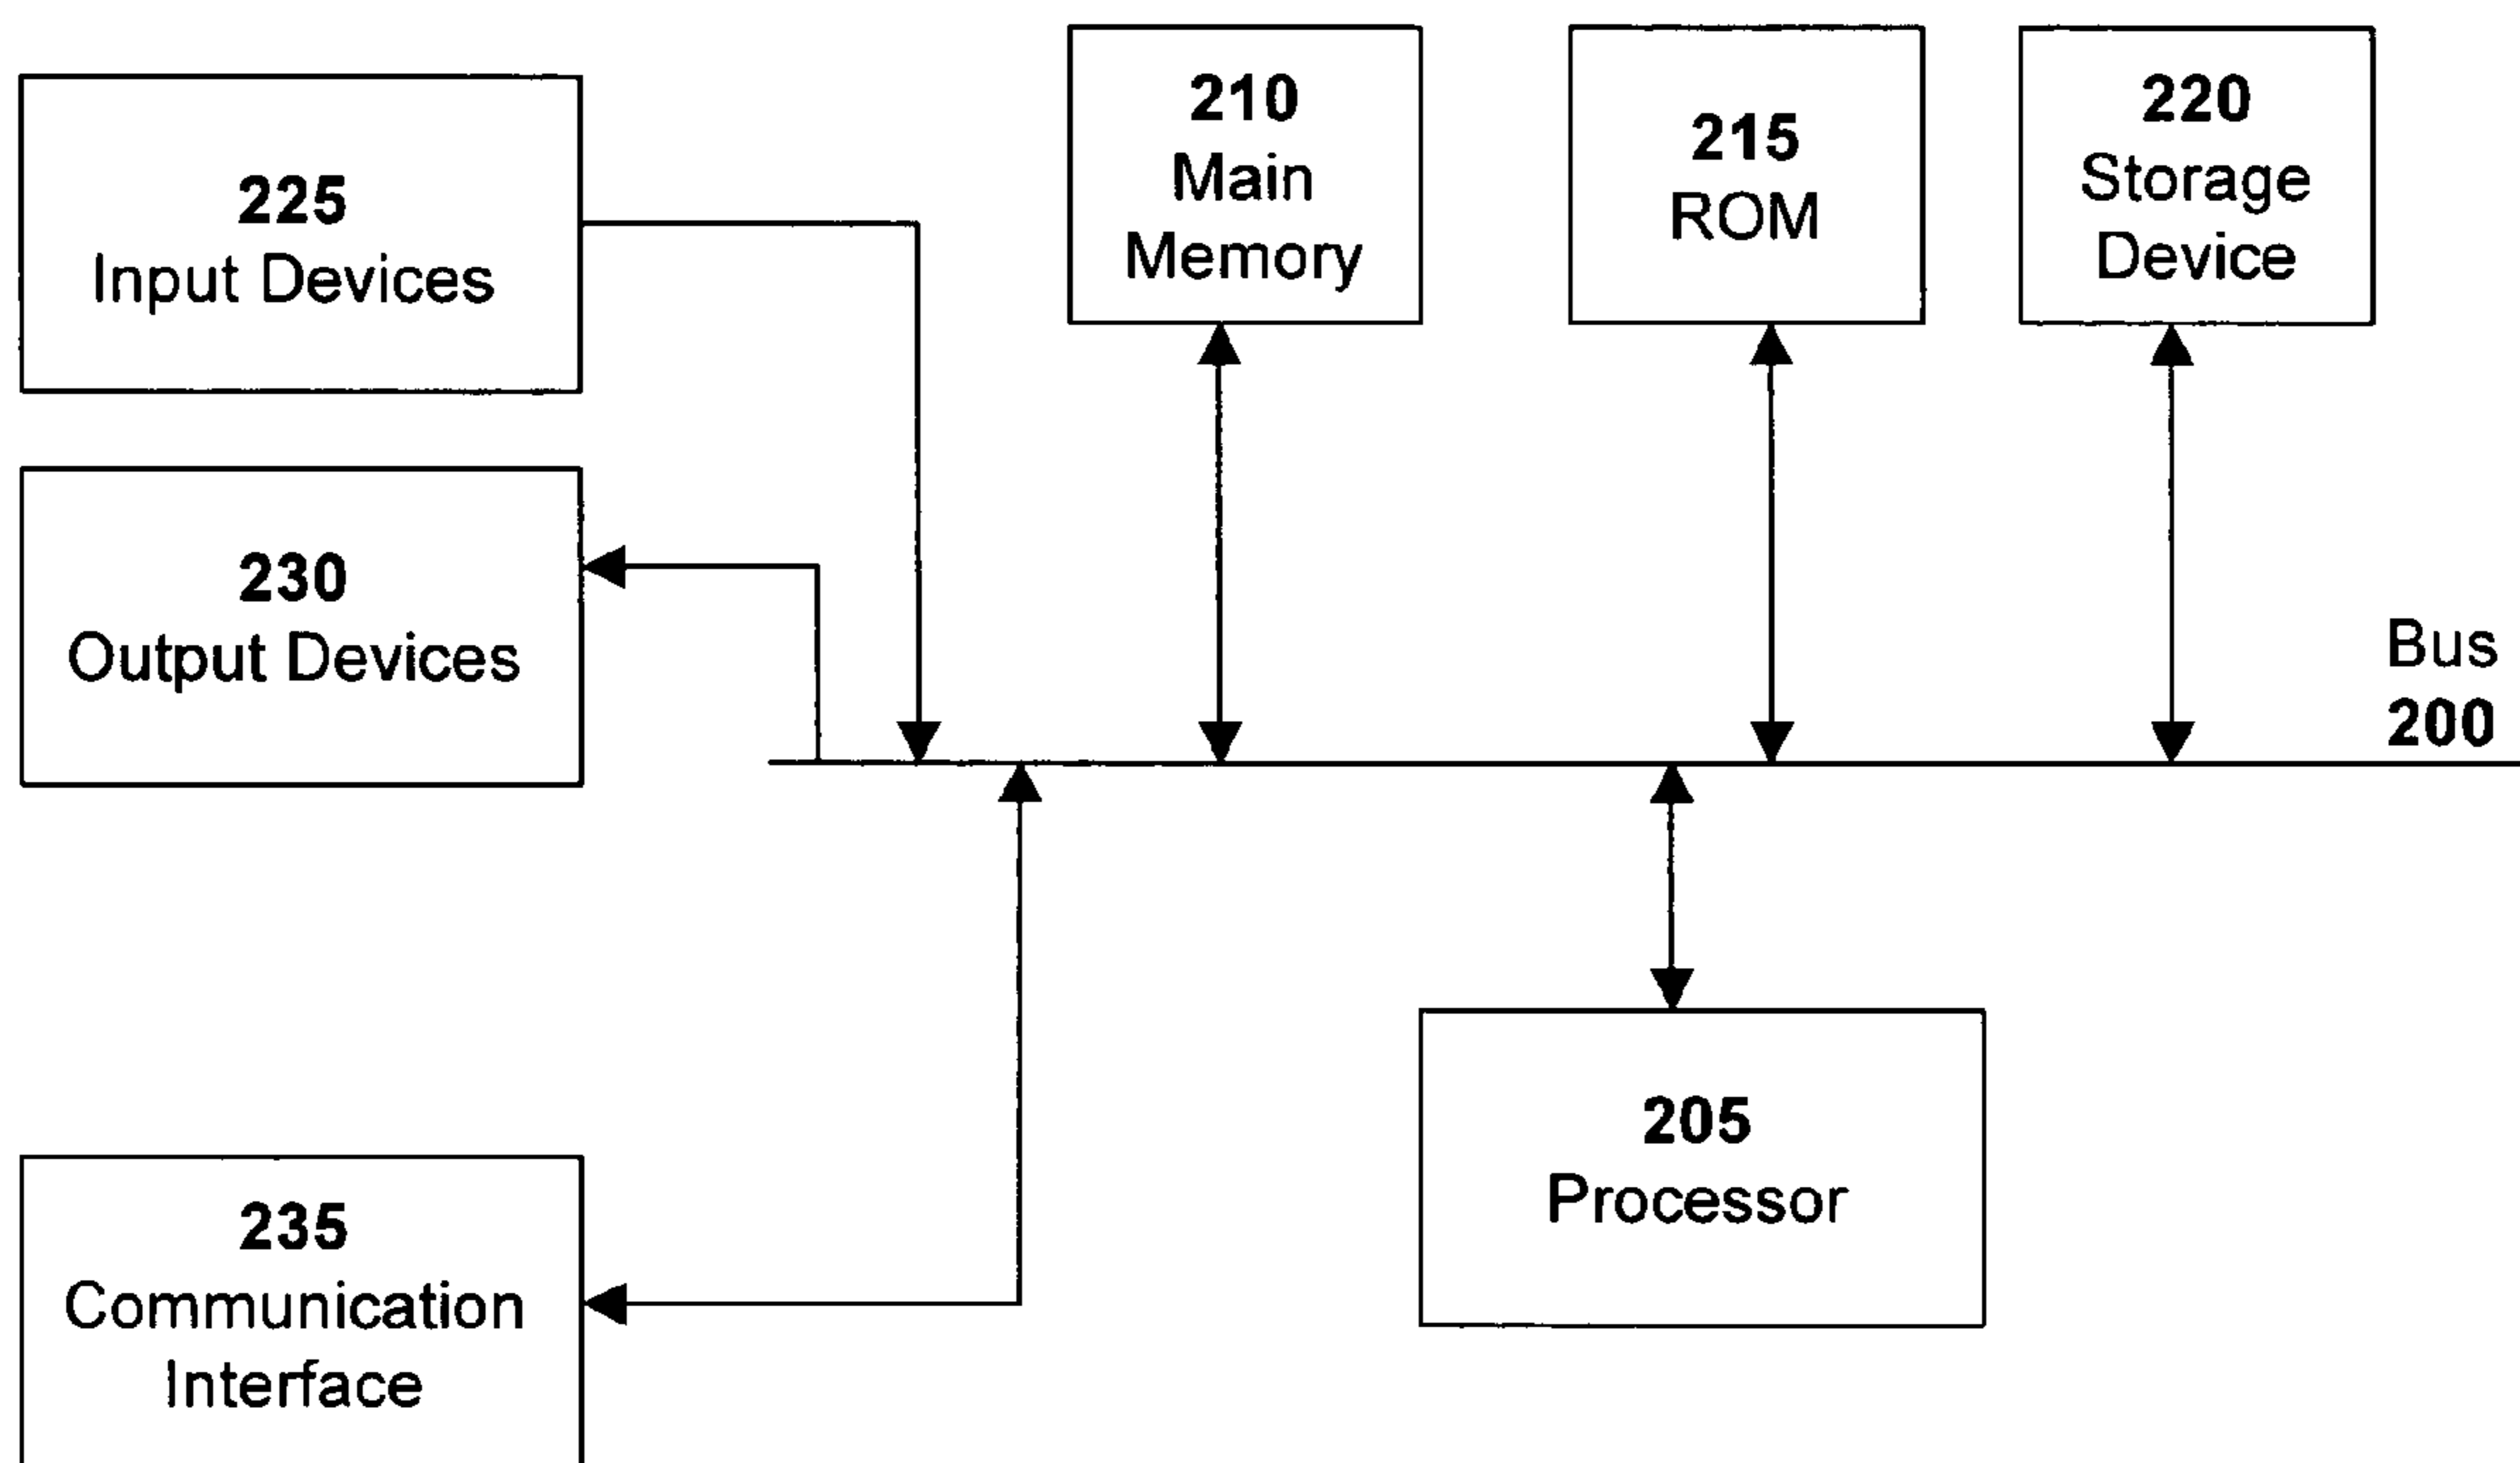 225
Input Devices
210
Main
Memory
215
ROM
220
Storage
Device
230
Output Devices
Bus
200
205
Processor
235
Communication
Interface